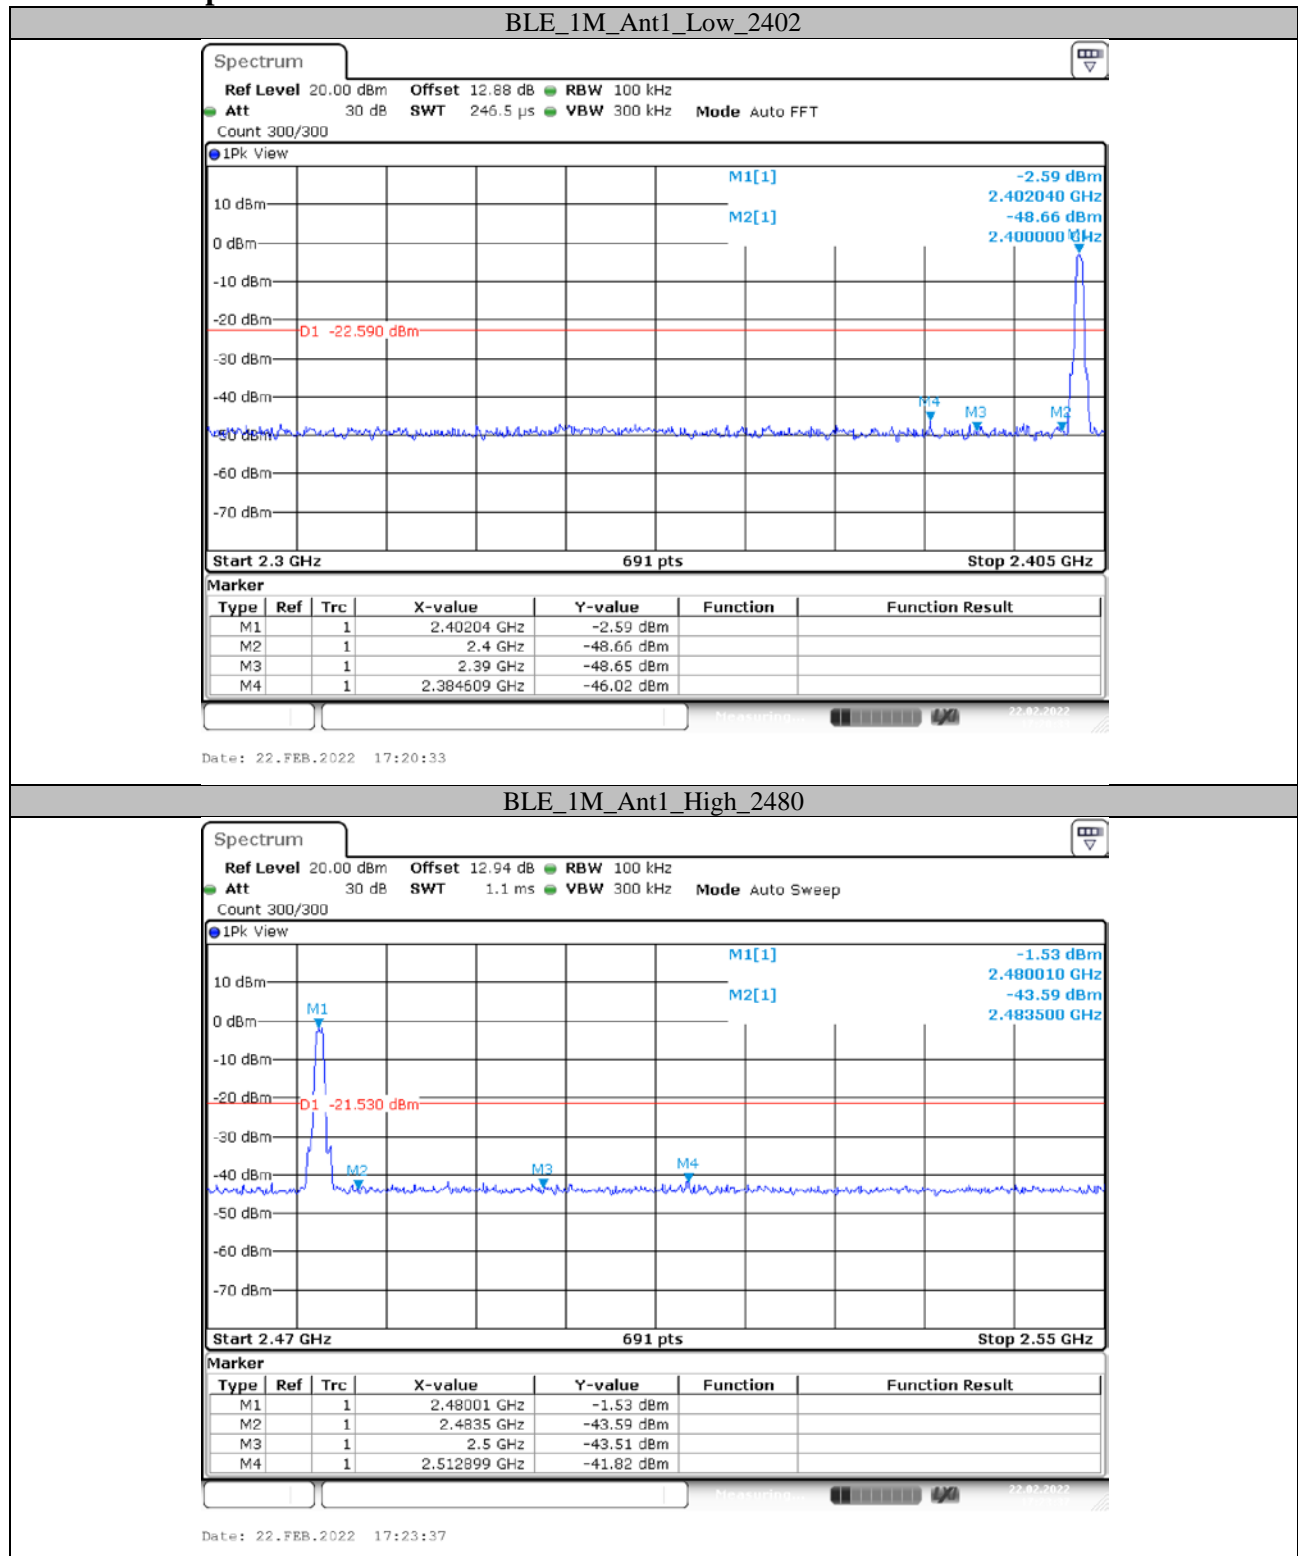 BLE_1M_Ant1_Low_2402
Spectrum
Ref Level 20.00 dBm Offset 12.88 dB RBW 100 kHz
Att 30 dB SWT 246.5 µs VBW 300 kHz Mode Auto FFT
Count 300/300
1Pk View
M1[1] -2.59 dBm
2.402040 GHz
10 dBm
M2[1] -48.66 dBm
2.400000 GHz
M1
0 dBm
-10 dBm
-20 dBm
D1 -22.590 dBm
-30 dBm
-40 dBm
M4
M3
M2
-50 dBm
-60 dBm
-70 dBm
Start 2.3 GHz 691 pts Stop 2.405 GHz
Marker
Type Ref Trc X-value Y-value Function Function Result
M1 1 2.40204 GHz -2.59 dBm
M2 1 2.4 GHz -48.66 dBm
M3 1 2.39 GHz -48.65 dBm
M4 1 2.384609 GHz -46.02 dBm
Measuring... LXI 22.02.2022
Date: 22.FEB.2022 17:20:33
BLE_1M_Ant1_High_2480
Spectrum
Ref Level 20.00 dBm Offset 12.94 dB RBW 100 kHz
Att 30 dB SWT 1.1 ms VBW 300 kHz Mode Auto Sweep
Count 300/300
1Pk View
M1[1] -1.53 dBm
2.480010 GHz
10 dBm
M2[1] -43.59 dBm
2.483500 GHz
M1
0 dBm
-10 dBm
-20 dBm
D1 -21.530 dBm
-30 dBm
-40 dBm
M2
M3
M4
-50 dBm
-60 dBm
-70 dBm
Start 2.47 GHz 691 pts Stop 2.55 GHz
Marker
Type Ref Trc X-value Y-value Function Function Result
M1 1 2.48001 GHz -1.53 dBm
M2 1 2.4835 GHz -43.59 dBm
M3 1 2.5 GHz -43.51 dBm
M4 1 2.512899 GHz -41.82 dBm
Measuring... LXI 22.02.2022
Date: 22.FEB.2022 17:23:37